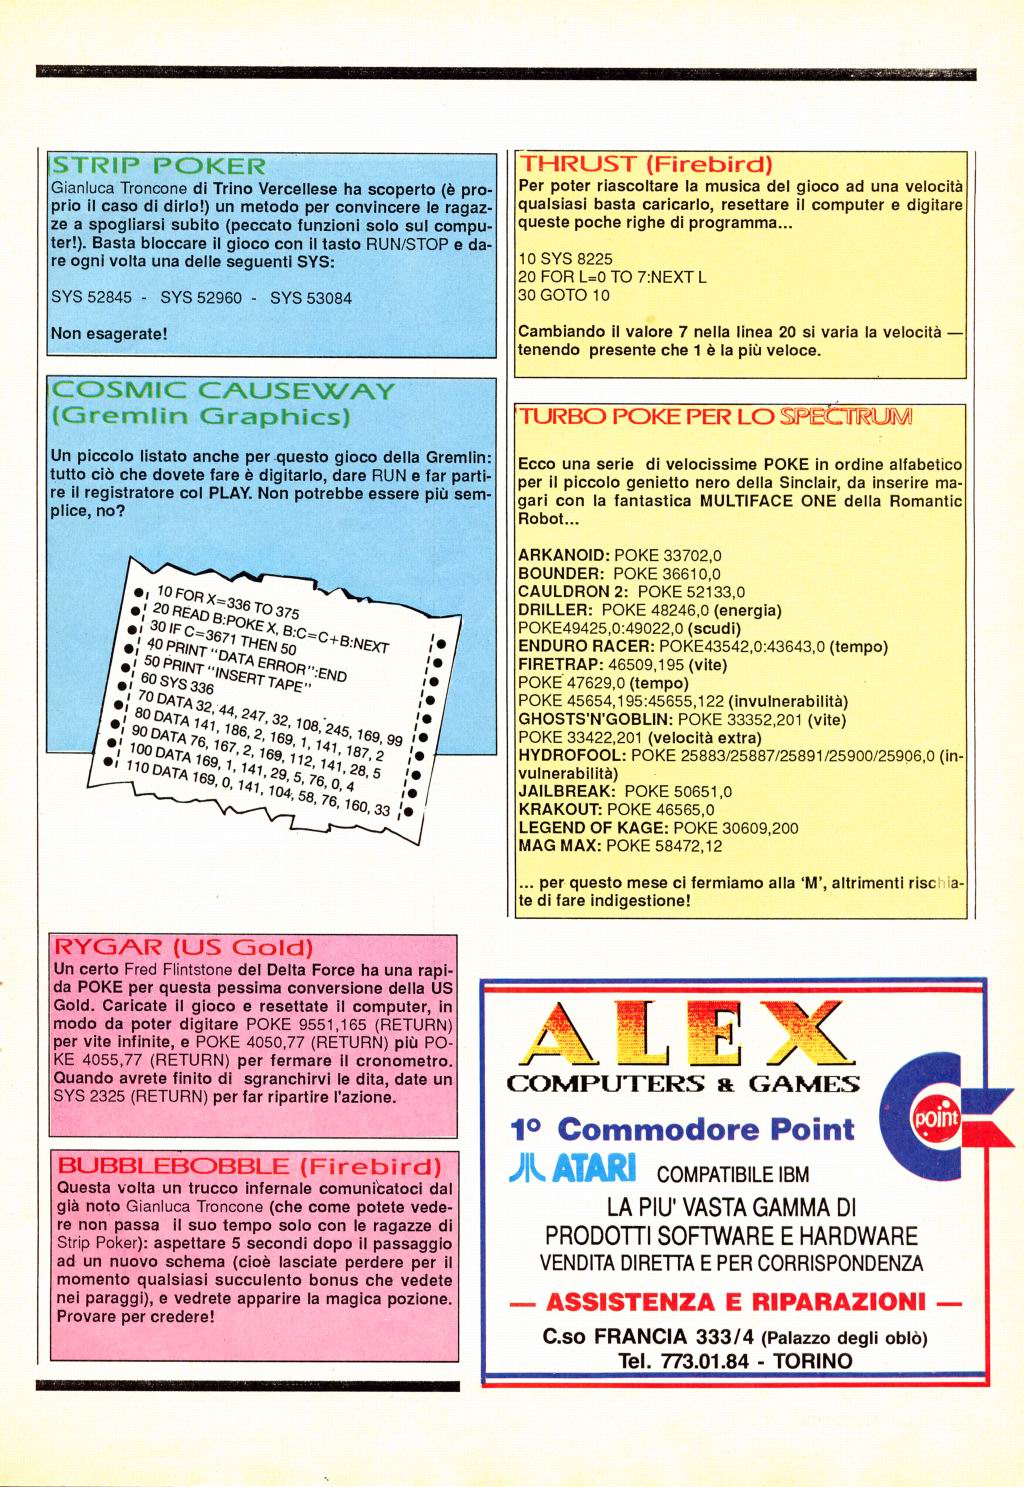 STRIP POKER
Gianluca Troncone di Trino Vercellese ha scoperto (è pro-
prio il caso di dirlo!) un metodo per convincere le ragaz-
ze a spogliarsi subito (peccato funzioni solo sul compu-
ter!). Basta bloccare il gioco con il tasto RUN/STOP e da-
re ogni volta una delle seguenti SYS:
SYS 52845 - SYS 52960 - SYS 53084
Non esagerate!
COSMIC CAUSEWAY
(Gremlin Graphics)
Un piccolo listato anche per questo gioco della Gremlin:
tutto ciò che dovete fare è digitarlo, dare RUN e far parti-
re il registratore col PLAY. Non potrebbe essere più sem-
plice, no?
10 FOR X=336 TO 375
20 READ B:POKE X, B:C=C+B:NEXT
30 IF C=3671 THEN 50
40 PRINT "DATA ERROR":END
50 PRINT "INSERT TAPE"
60 SYS 336
70 DATA 32, 44, 247, 32, 108, 245, 169, 99
80 DATA 141, 186, 2, 169, 1, 141, 187, 2
90 DATA 76, 167, 2, 169, 112, 141, 28, 5
100 DATA 169, 1, 141, 29, 5, 76, 0, 4
110 DATA 169, 0, 141, 104, 58, 76, 160, 33
RYGAR (US Gold)
Un certo Fred Flintstone del Delta Force ha una rapi-
da POKE per questa pessima conversione della US
Gold. Caricate il gioco e resettate il computer, in
modo da poter digitare POKE 9551,165 (RETURN)
per vite infinite, e POKE 4050,77 (RETURN) più PO-
KE 4055,77 (RETURN) per fermare il cronometro.
Quando avrete finito di sgranchirvi le dita, date un
SYS 2325 (RETURN) per far ripartire l'azione.
BUBBLEBOBBLE (Firebird)
Questa volta un trucco infernale comunicatoci dal
già noto Gianluca Troncone (che come potete vede-
re non passa il suo tempo solo con le ragazze di
Strip Poker): aspettare 5 secondi dopo il passaggio
ad un nuovo schema (cioè lasciate perdere per il
momento qualsiasi succulento bonus che vedete
nei paraggi), e vedrete apparire la magica pozione.
Provare per credere!
THRUST (Firebird)
Per poter riascoltare la musica del gioco ad una velocità
qualsiasi basta caricarlo, resettare il computer e digitare
queste poche righe di programma...
10 SYS 8225
20 FOR L=0 TO 7:NEXT L
30 GOTO 10
Cambiando il valore 7 nella linea 20 si varia la velocità —
tenendo presente che 1 è la più veloce.
TURBO POKE PER LO SPECTRUM
Ecco una serie di velocissime POKE in ordine alfabetico
per il piccolo genietto nero della Sinclair, da inserire ma-
gari con la fantastica MULTIFACE ONE della Romantic
Robot...
ARKANOID: POKE 33702,0
BOUNDER: POKE 36610,0
CAULDRON 2: POKE 52133,0
DRILLER: POKE 48246,0 (energia)
POKE49425,0:49022,0 (scudi)
ENDURO RACER: POKE43542,0:43643,0 (tempo)
FIRETRAP: 46509,195 (vite)
POKE 47629,0 (tempo)
POKE 45654,195:45655,122 (invulnerabilità)
GHOSTS'N'GOBLIN: POKE 33352,201 (vite)
POKE 33422,201 (velocità extra)
HYDROFOOL: POKE 25883/25887/25891/25900/25906,0 (in-
vulnerabilità)
JAILBREAK: POKE 50651,0
KRAKOUT: POKE 46565,0
LEGEND OF KAGE: POKE 30609,200
MAG MAX: POKE 58472,12
... per questo mese ci fermiamo alla 'M', altrimenti rischia-
te di fare indigestione!
ALEX
COMPUTERS & GAMES
1° Commodore Point
point
ATARI COMPATIBILE IBM
LA PIU' VASTA GAMMA DI
PRODOTTI SOFTWARE E HARDWARE
VENDITA DIRETTA E PER CORRISPONDENZA
— ASSISTENZA E RIPARAZIONI —
C.so FRANCIA 333/4 (Palazzo degli oblò)
Tel. 773.01.84 - TORINO